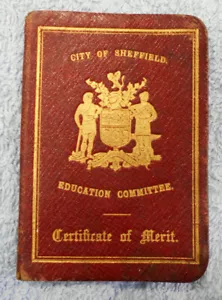 CITY OF SHEFFIELD.
EDUCATION COMMITTEE.
Certificate of Merit.